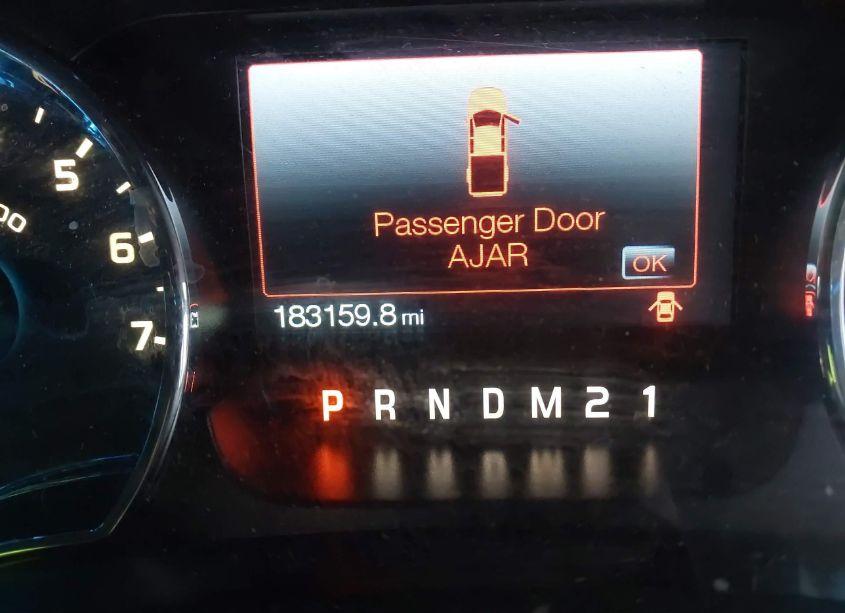 Passenger Door
AJAR
OK
183159.8 mi
P R N D M 2 1
5
6
7